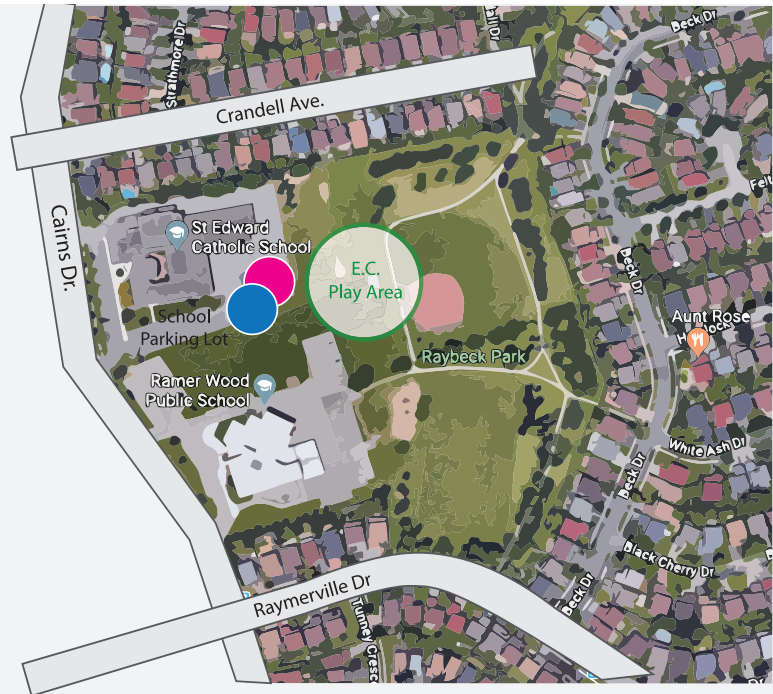 Beck Dr
Strathmore Dr
Crandell Ave.
Cairns Dr.
St Edward
Catholic School
E.C.
Play Area
Beck Dr
School
Parking Lot
Aunt Rose
Raybeck Park
Ramer Wood
Public School
White Ash Dr
Beck Dr
Black Cherry Dr
Raymerville Dr
Beck Dr
Dr